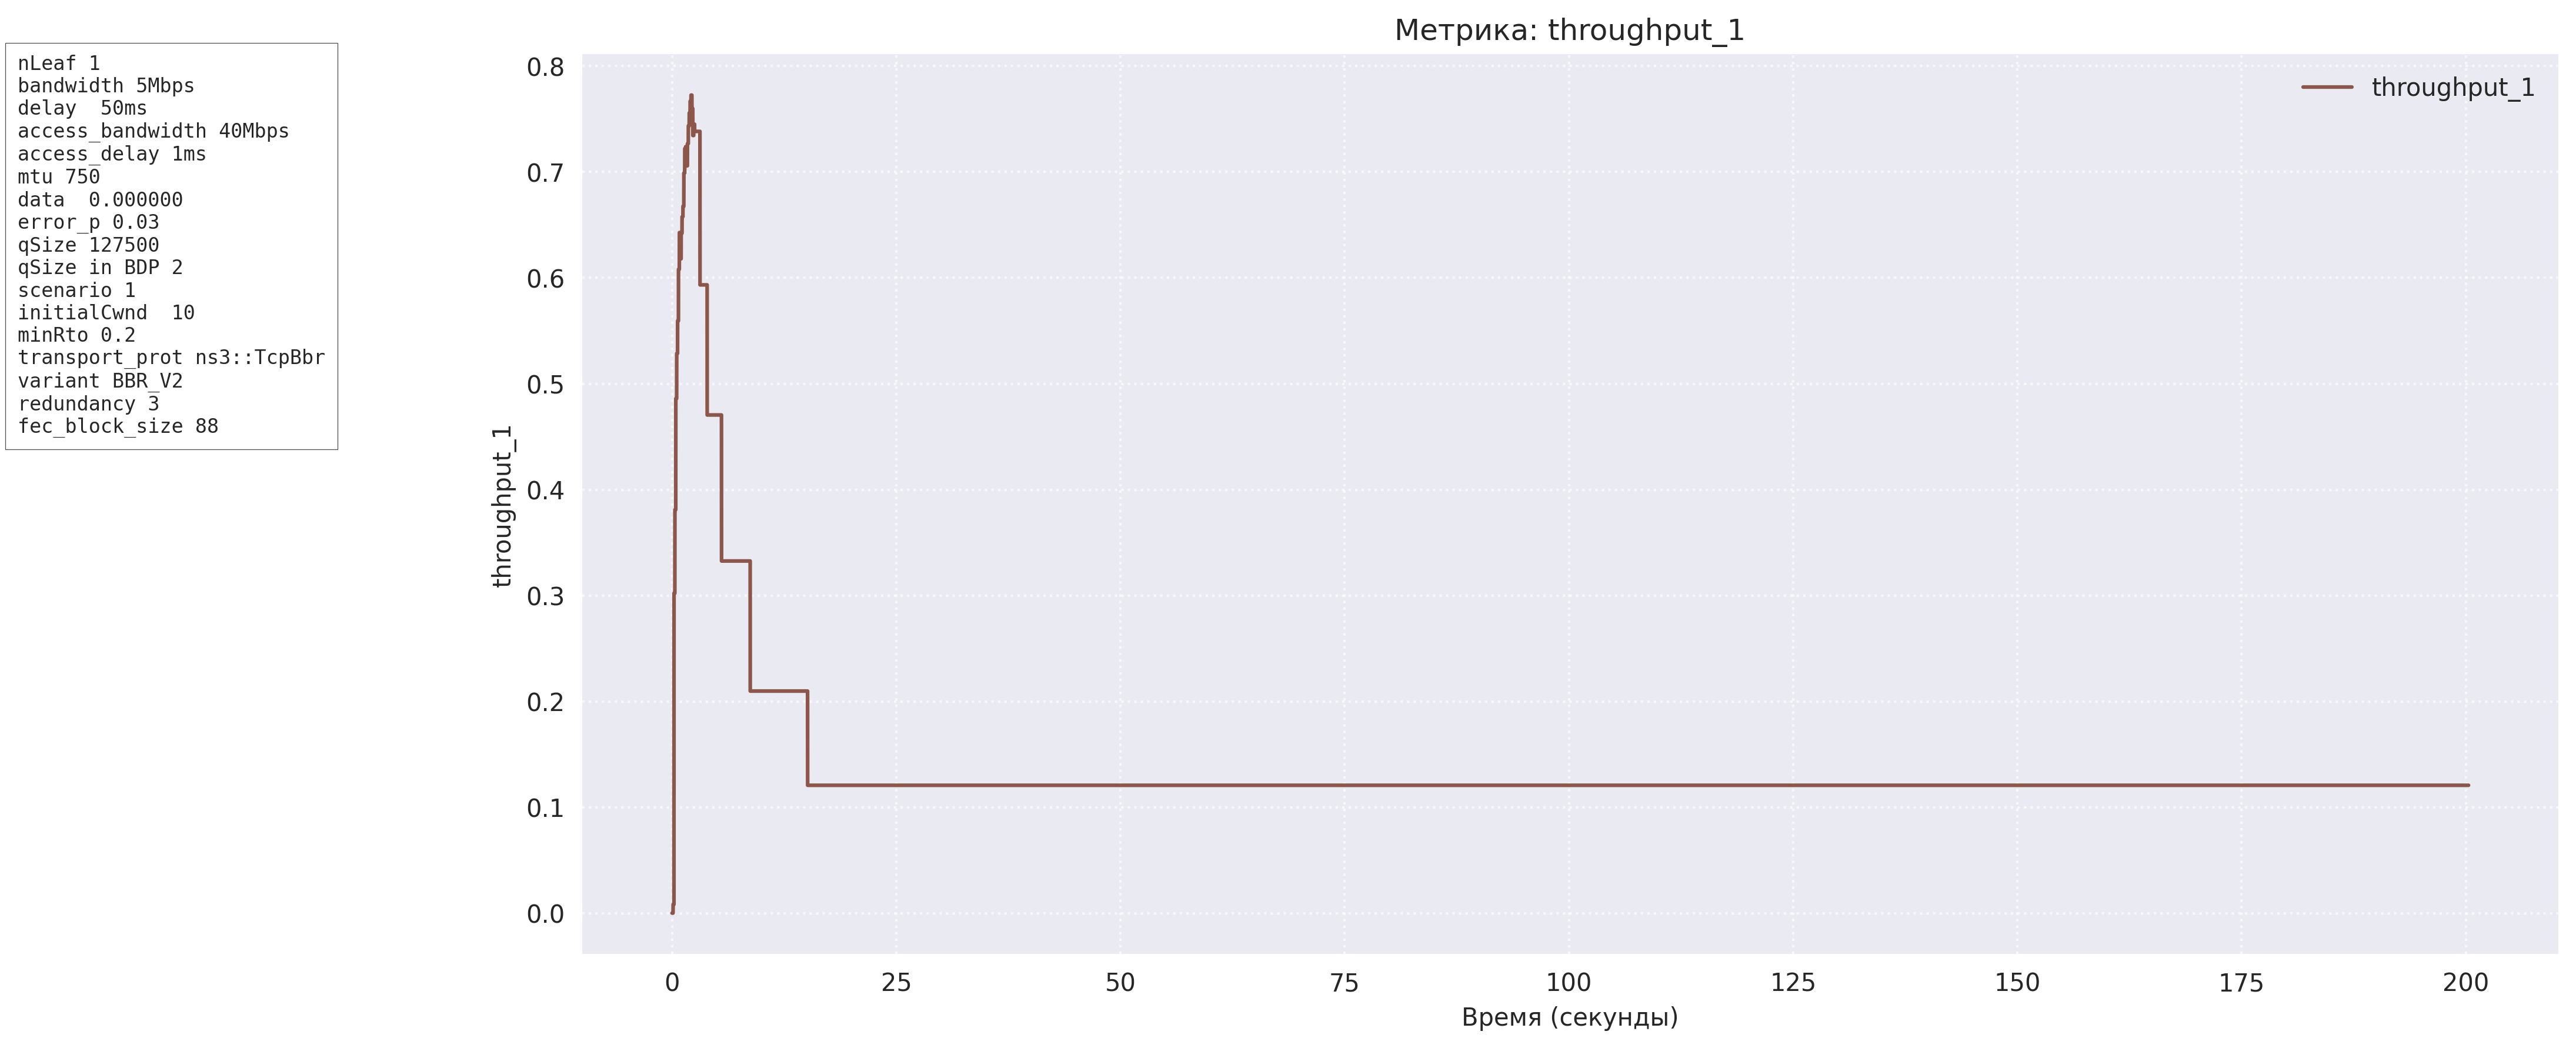 Метрика: throughput_1
nLeaf 1
bandwidth 5Mbps
delay  50ms
access_bandwidth 40Mbps
access_delay 1ms
mtu 750
data  0.000000
error_p 0.03
qSize 127500
qSize in BDP 2
scenario 1
initialCwnd  10
minRto 0.2
transport_prot ns3::TcpBbr
variant BBR_V2
redundancy 3
fec_block_size 88
throughput_1
throughput_1
0.8
0.7
0.6
0.5
0.4
0.3
0.2
0.1
0.0
0 25 50 75 100 125 150 175 200
Время (секунды)